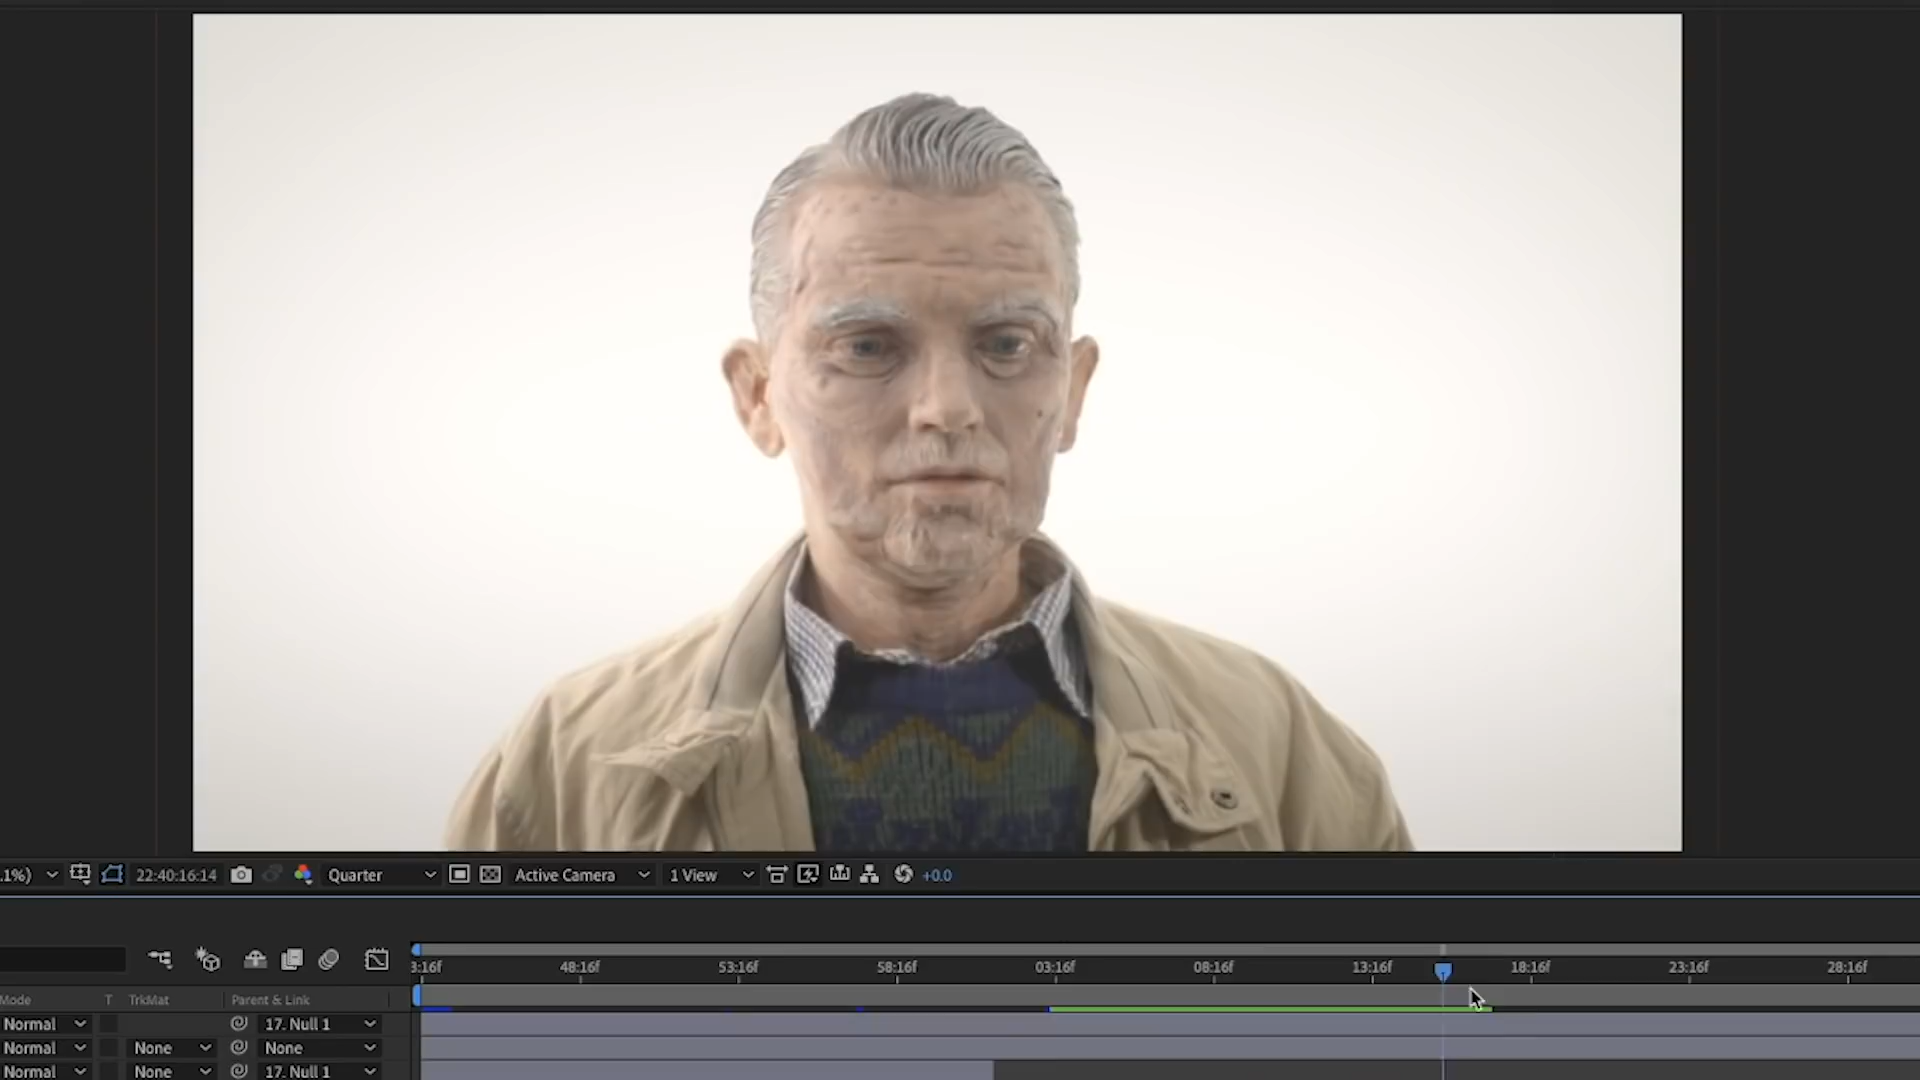 .1%) 22:40:16:14 Quarter Active Camera 1 View +0.0
3:16f 48:16f 53:16f 58:16f 03:16f 08:16f 13:16f 18:16f 23:16f 28:16f
Mode T TrkMat Parent & Link
Normal 17. Null 1
Normal None None
Normal None 17. Null 1